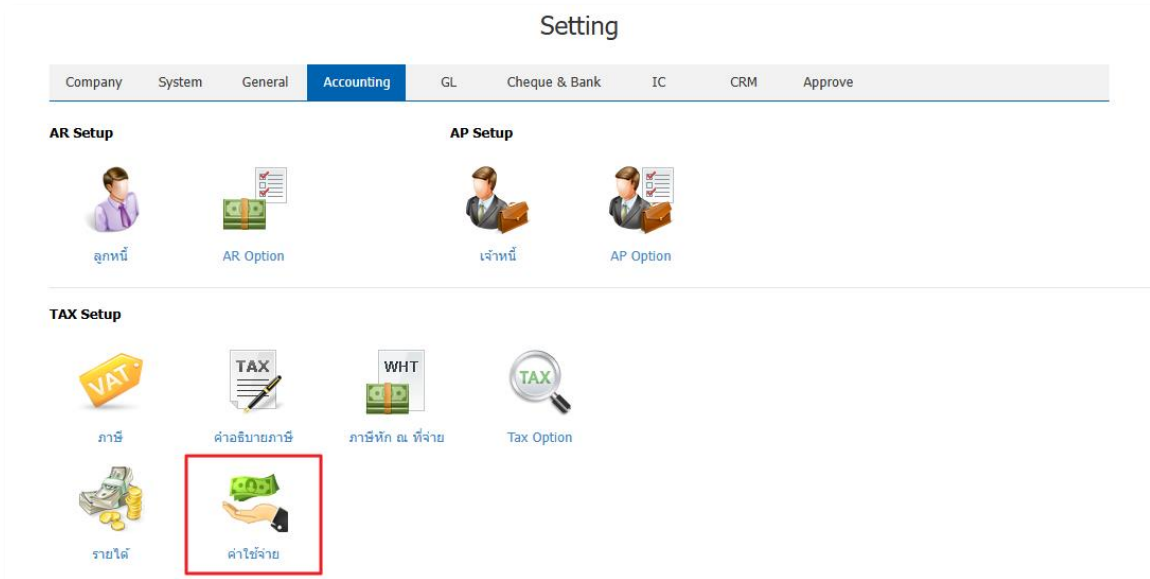 Setting
Company System General Accounting GL Cheque & Bank IC CRM Approve
AR Setup AP Setup
ลูกหนี้ AR Option เจ้าหนี้ AP Option
TAX Setup
VAT TAX WHT TAX
ภาษี คำอธิบายภาษี ภาษีหัก ณ ที่จ่าย Tax Option
รายได้ ค่าใช้จ่าย